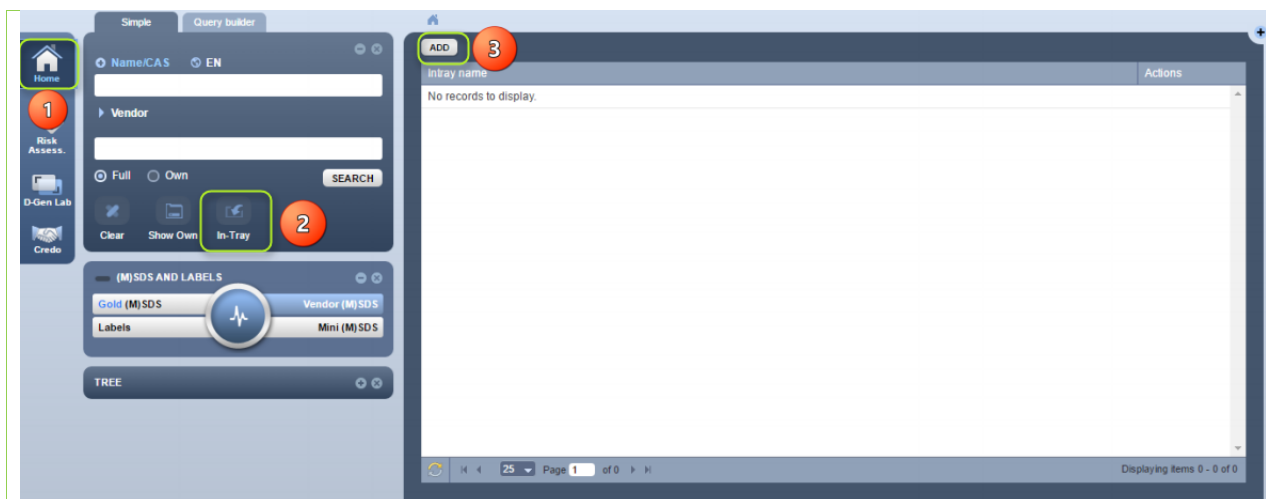 Simple
Query builder
Home
1
Risk
Assess.
D-Gen Lab
Credo
Name/CAS
EN
Vendor
Full
Own
SEARCH
Clear
Show Own
In-Tray
2
(M)SDS AND LABELS
Gold (M)SDS
Vendor (M)SDS
Labels
Mini (M)SDS
TREE
ADD
3
Intray name
Actions
No records to display.
25
Page 1 of 0
Displaying items 0 - 0 of 0